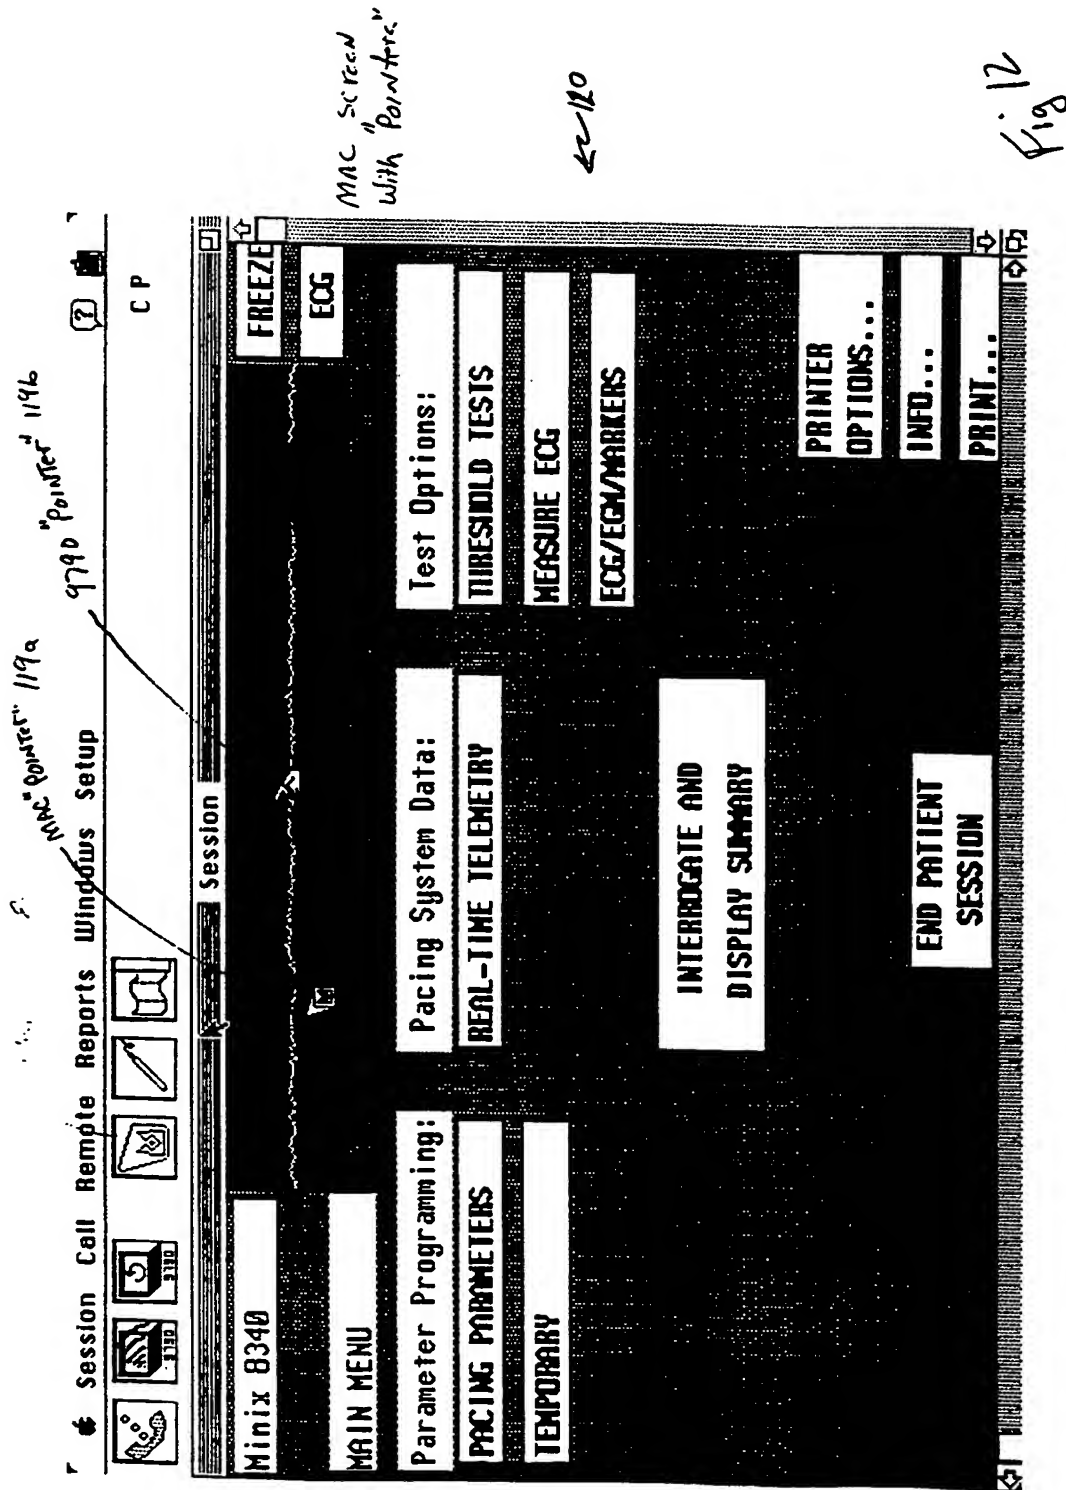 MAC "POINTER" 119a
9790 "POINTER" 119b
Session Call Remote Reports Windows Setup
?
9790
9790
C P
Session
Minix 8340
FREEZE
MAIN MENU
ECG
Parameter Programming:
Pacing System Data:
Test Options:
PACING PARAMETERS
REAL-TIME TELEMETRY
THRESHOLD TESTS
TEMPORARY
MEASURE ECG
ECG/EGM/MARKERS
INTERROGATE AND
DISPLAY SUMMARY
PRINTER
OPTIONS...
END PATIENT
SESSION
INFO...
PRINT...
M
MAC screen
with "Pointers"
120
Fig 12